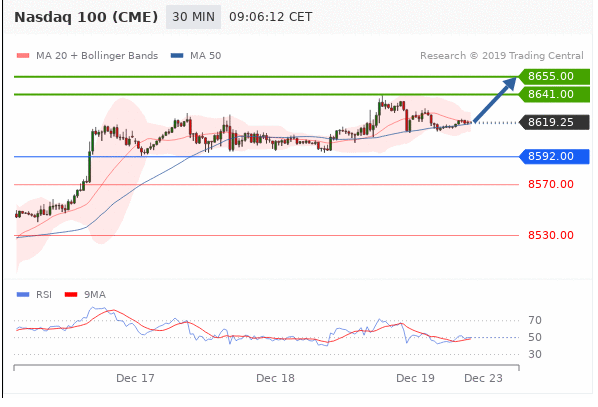 Nasdaq 100 (CME) 30 MIN 09:06:12 CET
MA 20 + Bollinger Bands MA 50 Research © 2019 Trading Central
8655.00
8641.00
8619.25
8592.00
8570.00
8530.00
RSI 9MA
70
50
30
Dec 17 Dec 18 Dec 19 Dec 23